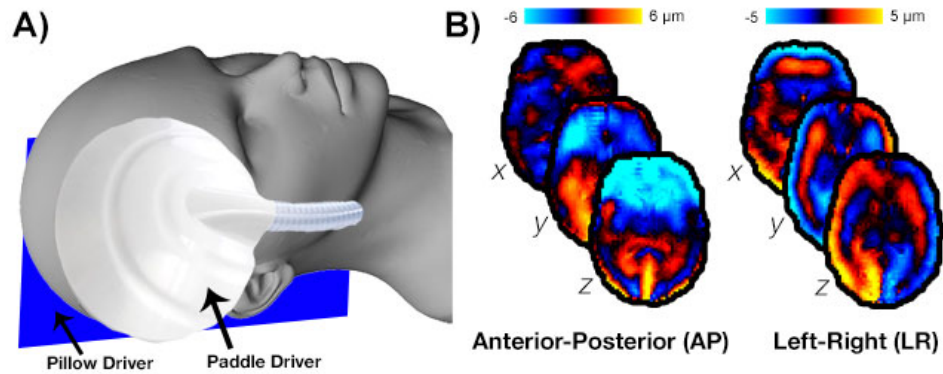 A)
Pillow Driver
Paddle Driver
B)
-6
6 μm
-5
5 μm
x
y
z
x
y
z
Anterior-Posterior (AP)
Left-Right (LR)